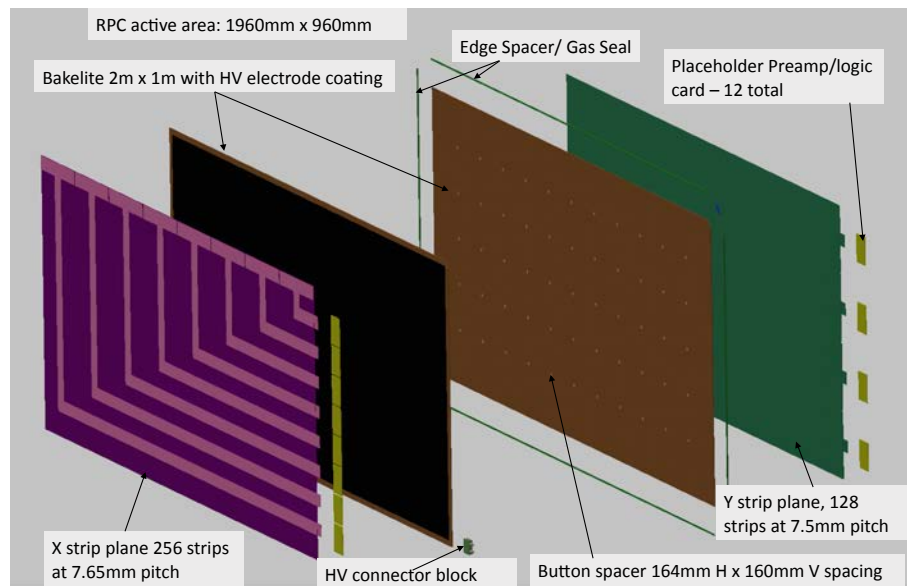 RPC active area: 1960mm x 960mm
Edge Spacer/ Gas Seal
Bakelite 2m x 1m with HV electrode coating
Placeholder Preamp/logic
card – 12 total
X strip plane 256 strips
at 7.65mm pitch
HV connector block
Button spacer 164mm H x 160mm V spacing
Y strip plane, 128
strips at 7.5mm pitch